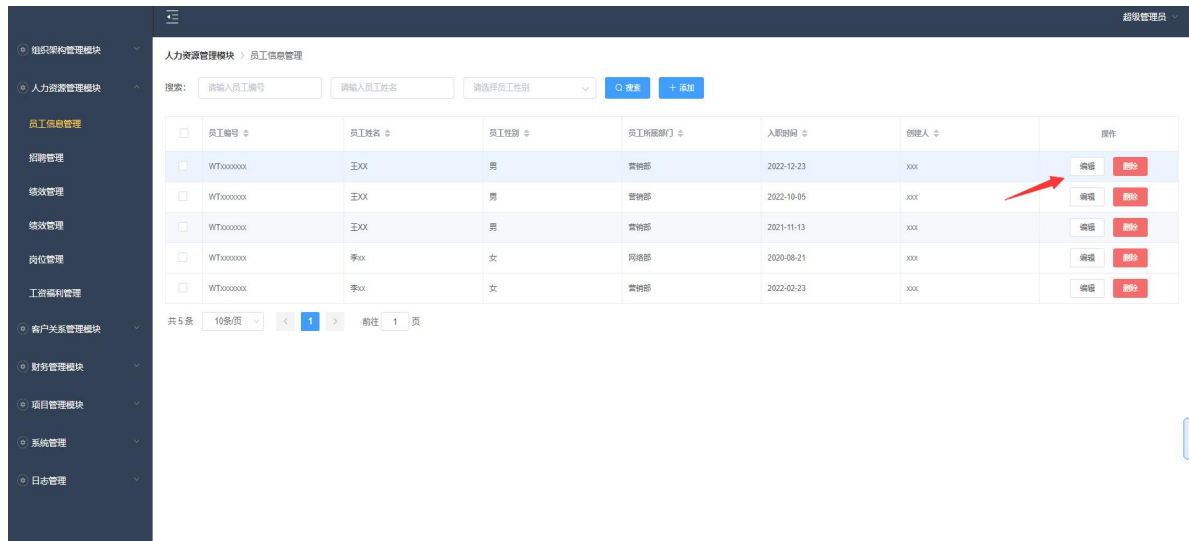 超级管理员
组织架构管理模块
人力资源管理模块
员工信息管理
招聘管理
绩效管理
绩效管理
岗位管理
工资福利管理
客户关系管理模块
财务管理模块
项目管理模块
系统管理
日志管理
人力资源管理模块 > 员工信息管理
搜索: 请输入员工编号 请输入员工姓名 请选择员工性别 搜索 + 添加
员工编号 员工姓名 员工性别 员工所属部门 入职时间 创建人 操作
WTxxxxxxx 王XX 男 营销部 2022-12-23 xxx 编辑 删除
WTxxxxxxx 王XX 男 营销部 2022-10-05 xxx 编辑 删除
WTxxxxxxx 王XX 男 营销部 2021-11-13 xxx 编辑 删除
WTxxxxxxx 李xx 女 网络部 2020-08-21 xxx 编辑 删除
WTxxxxxxx 李xx 女 营销部 2022-02-23 xxx 编辑 删除
共 5 条 10条/页 < 1 > 前往 1 页